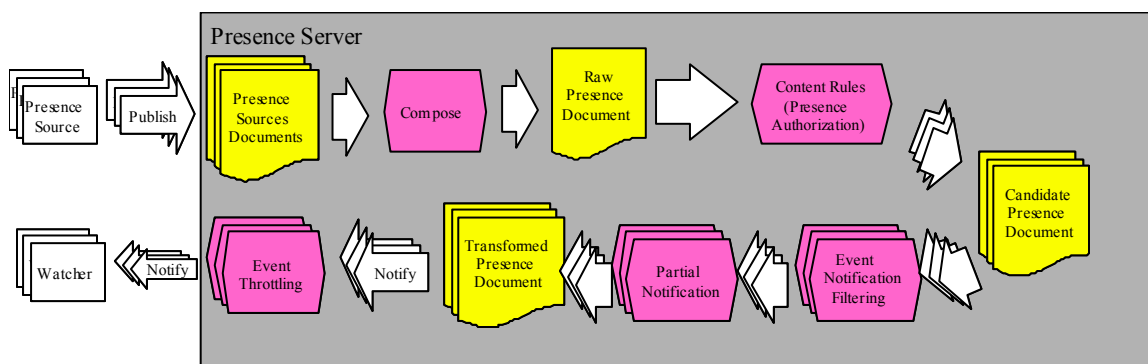 Presence Server
Presence
Source
Publish
Presence
Sources
Documents
Compose
Raw
Presence
Document
Content Rules
(Presence
Authorization)
Candidate
Presence
Document
Watcher
Notify
Event
Throttling
Notify
Transformed
Presence
Document
Partial
Notification
Event
Notification
Filtering